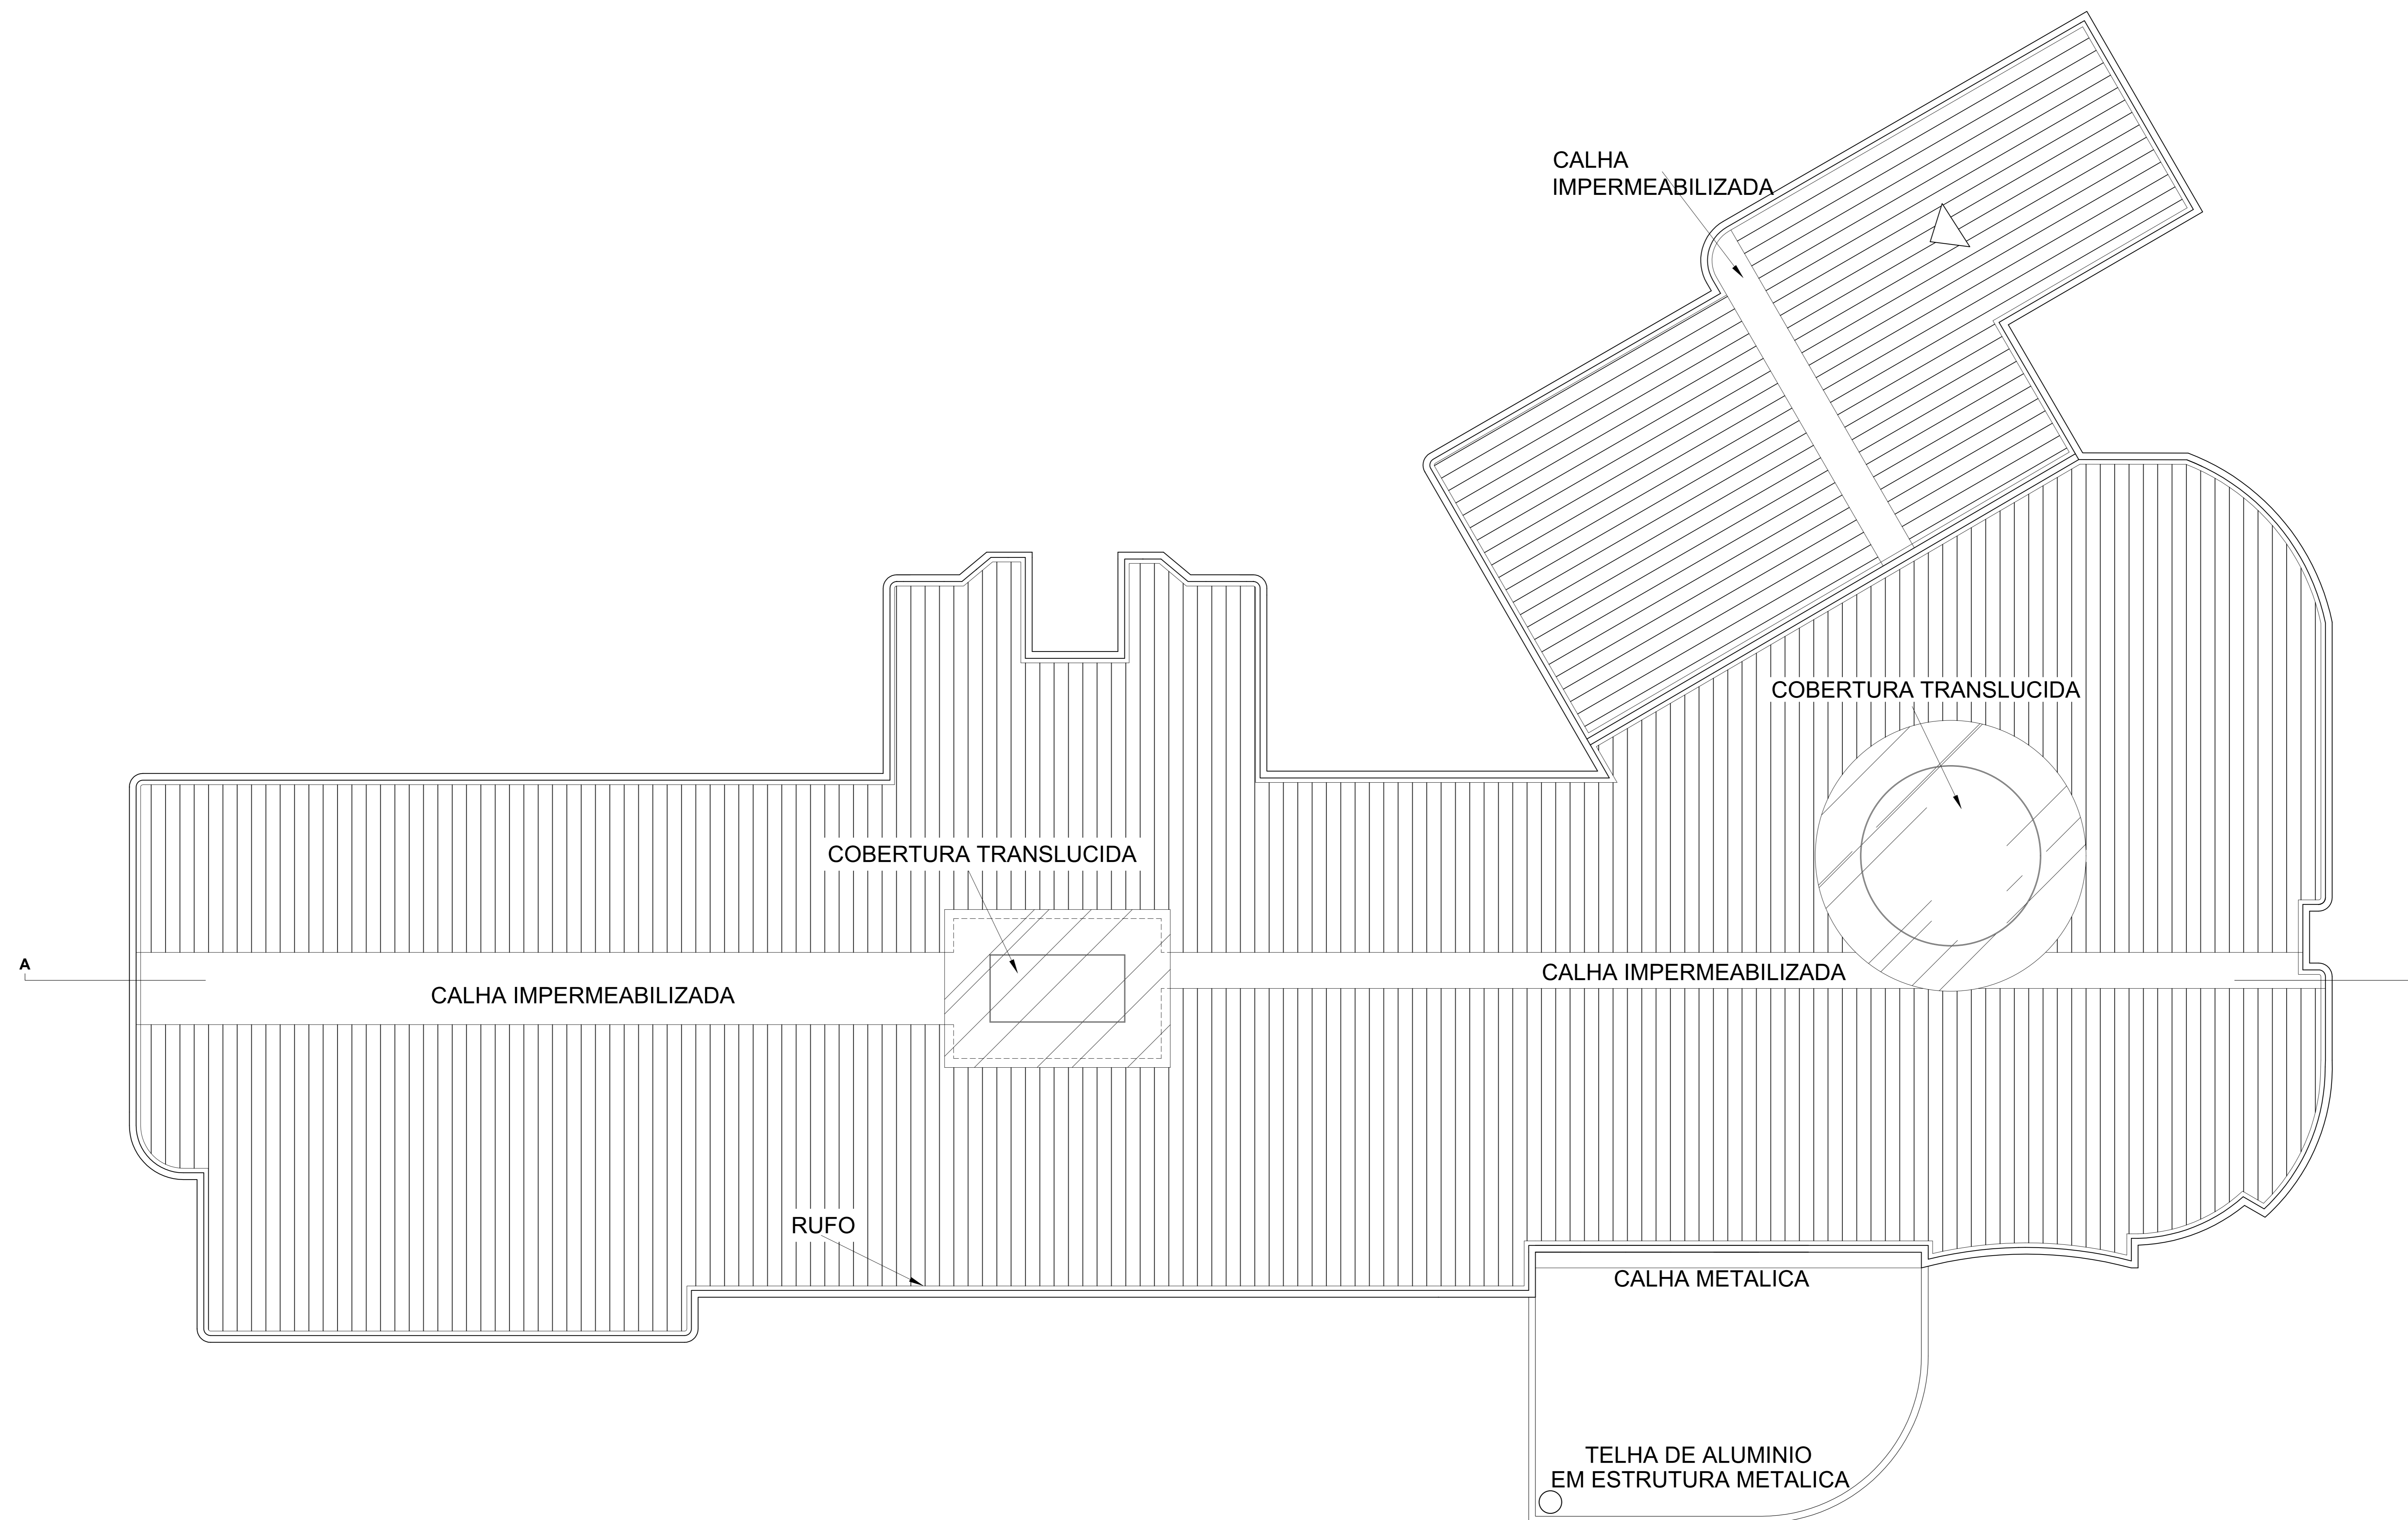 CALHA
IMPERMEABILIZADA
COBERTURA TRANSLUCIDA
COBERTURA TRANSLUCIDA
A
CALHA IMPERMEABILIZADA
CALHA IMPERMEABILIZADA
RUFO
CALHA METALICA
TELHA DE ALUMINIO
EM ESTRUTURA METALICA